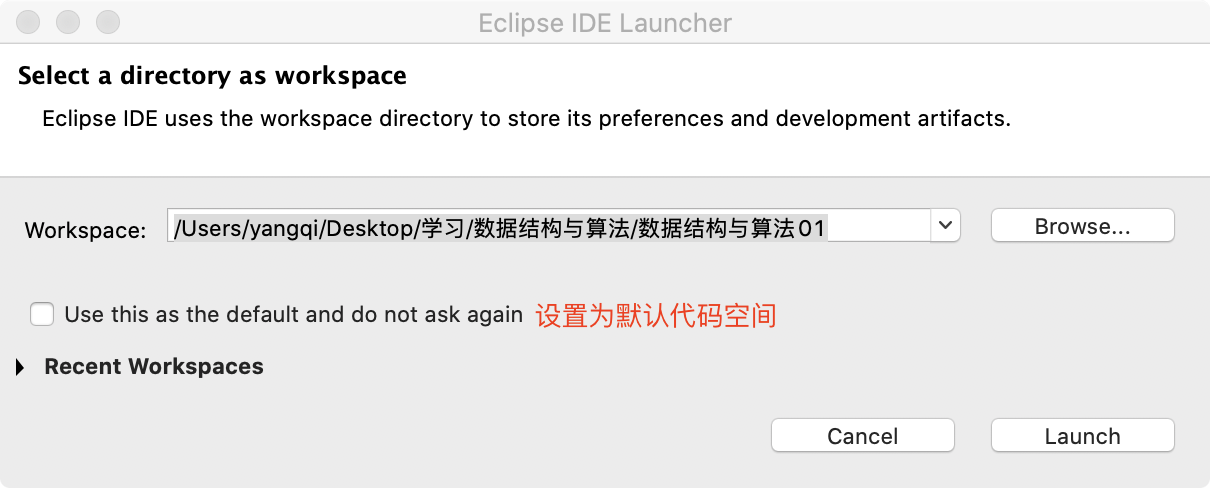 Eclipse IDE Launcher
Select a directory as workspace
Eclipse IDE uses the workspace directory to store its preferences and development artifacts.
Workspace: /Users/yangqi/Desktop/学习/数据结构与算法/数据结构与算法01 Browse...
Use this as the default and do not ask again 设置为默认代码空间
Recent Workspaces
Cancel Launch